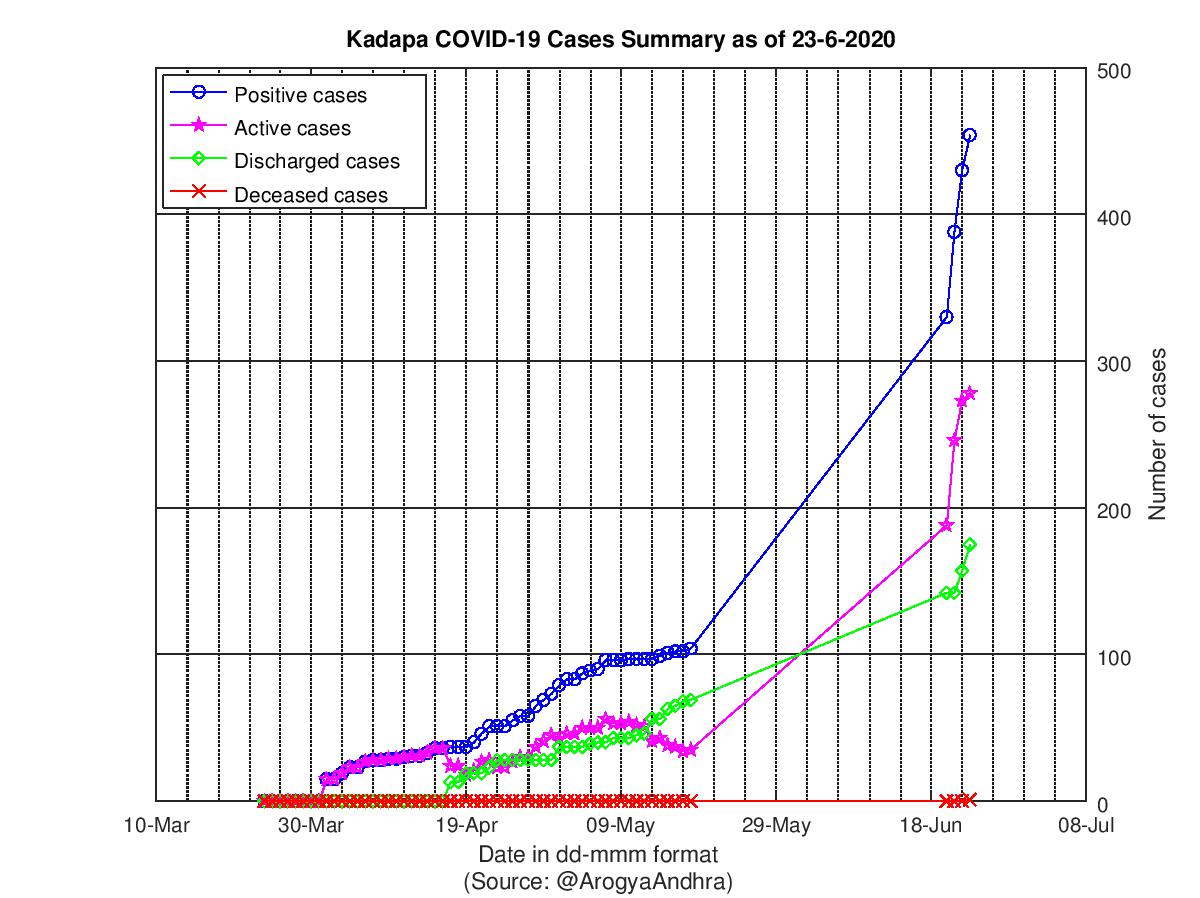 Kadapa COVID-19 Cases Summary as of 23-6-2020
Positive cases
Active cases
Discharged cases
Deceased cases
500
400
300
200
100
0
Number of cases
10-Mar 30-Mar 19-Apr 09-May 29-May 18-Jun 08-Jul
Date in dd-mmm format
(Source: @ArogyaAndhra)